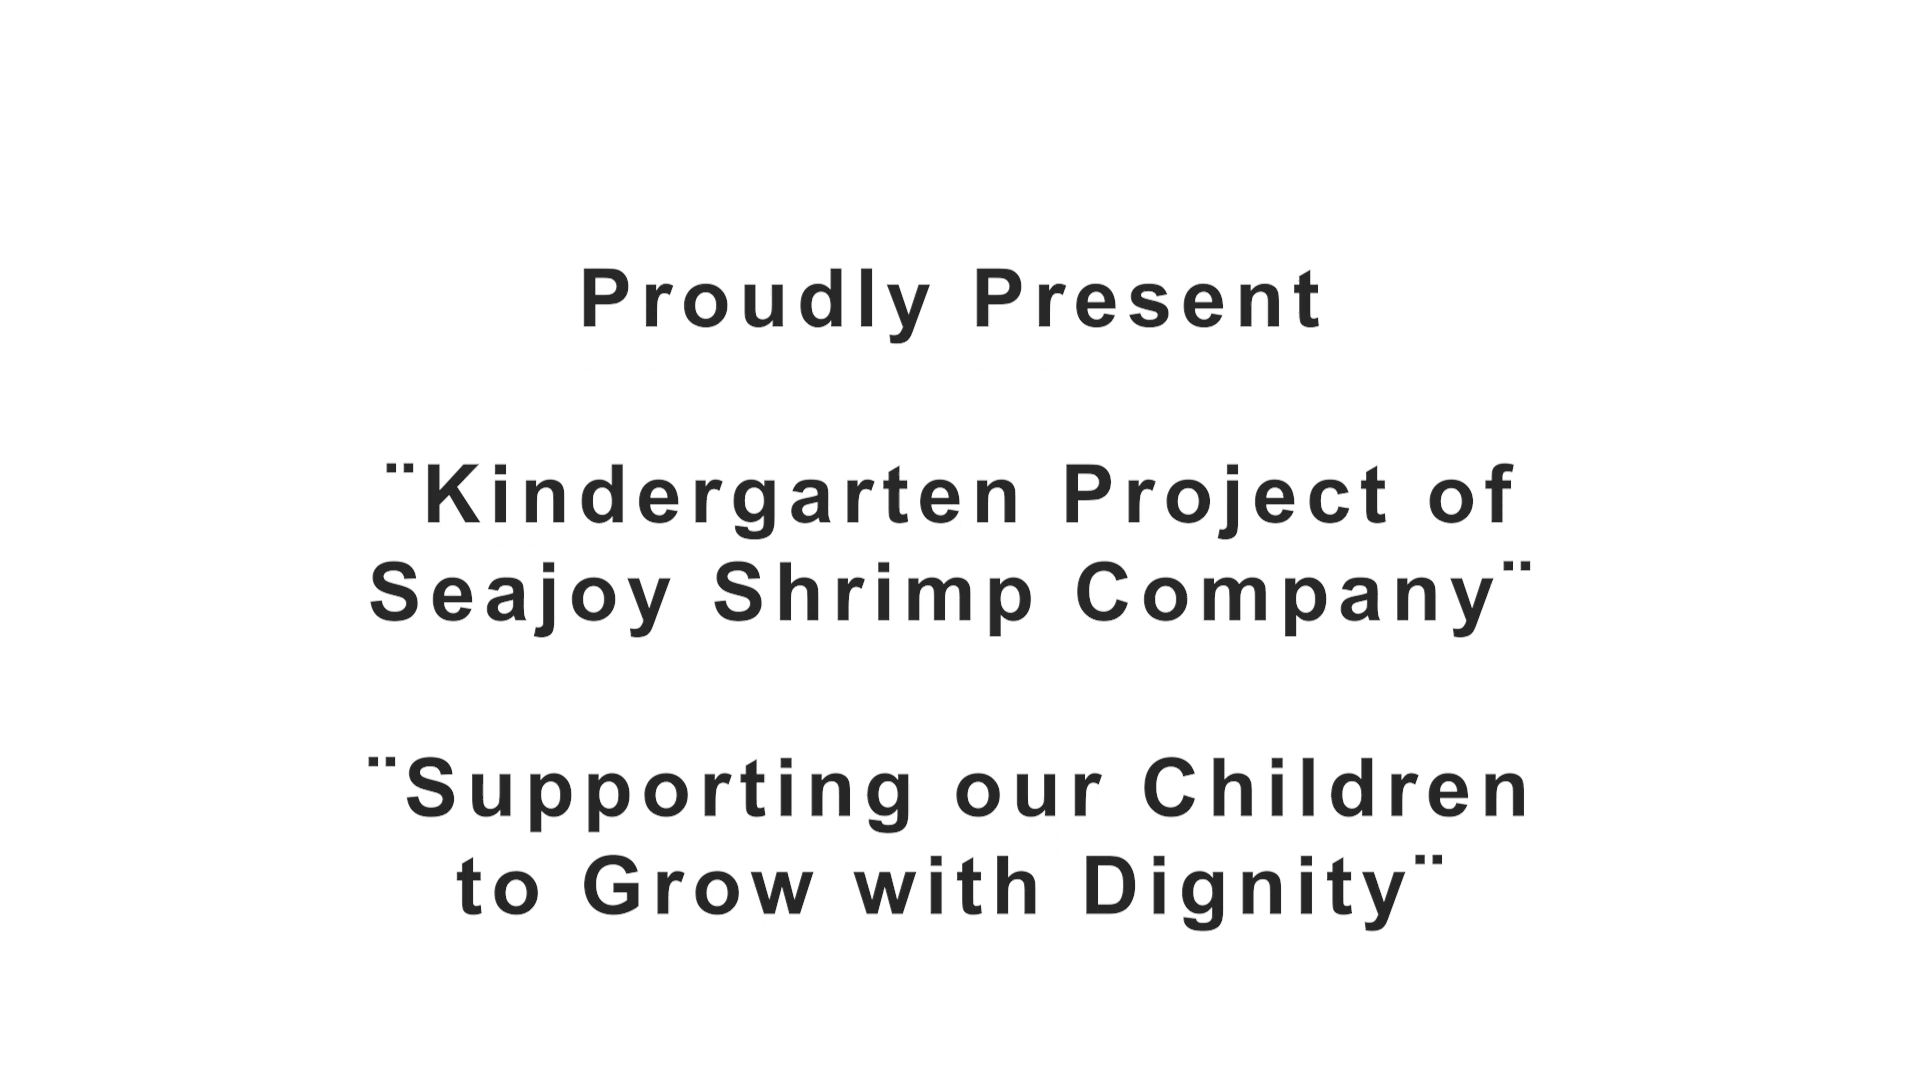 Proudly Present
¨Kindergarten Project of
Seajoy Shrimp Company¨
¨Supporting our Children
to Grow with Dignity¨